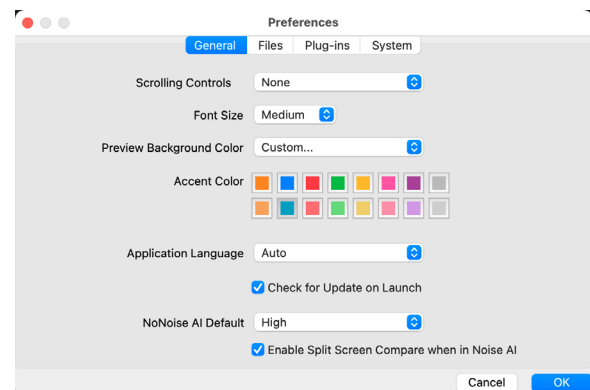 Preferences
General Files Plug-ins System
Scrolling Controls None
Font Size Medium
Preview Background Color Custom...
Accent Color
Application Language Auto
Check for Update on Launch
NoNoise AI Default High
Enable Split Screen Compare when in Noise AI
Cancel OK